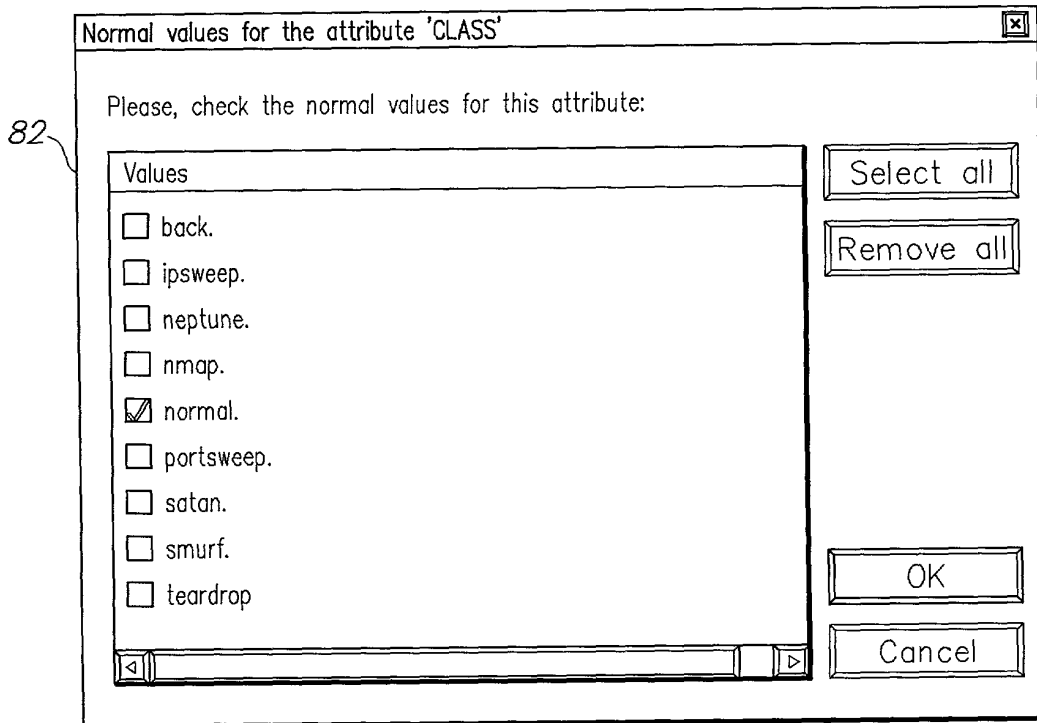 Normal values for the attribute 'CLASS'
Please, check the normal values for this attribute:
82
Values
back.
ipsweep.
neptune.
nmap.
normal.
portsweep.
satan.
smurf.
teardrop
Select all
Remove all
OK
Cancel